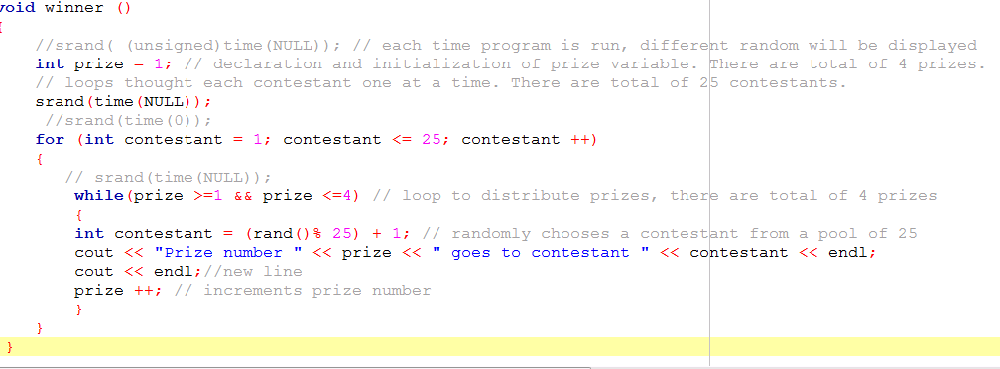 void winner ()
{
//srand( (unsigned)time(NULL)); // each time program is run, different random will be displayed
int prize = 1; // declaration and initialization of prize variable. There are total of 4 prizes.
// loops thought each contestant one at a time. There are total of 25 contestants.
srand(time(NULL));
//srand(time(0));
for (int contestant = 1; contestant <= 25; contestant ++)
{
// srand(time(NULL));
while(prize >=1 && prize <=4) // loop to distribute prizes, there are total of 4 prizes
{
int contestant = (rand()% 25) + 1; // randomly chooses a contestant from a pool of 25
cout << "Prize number " << prize << " goes to contestant " << contestant << endl;
cout << endl;//new line
prize ++; // increments prize number
}
}
}